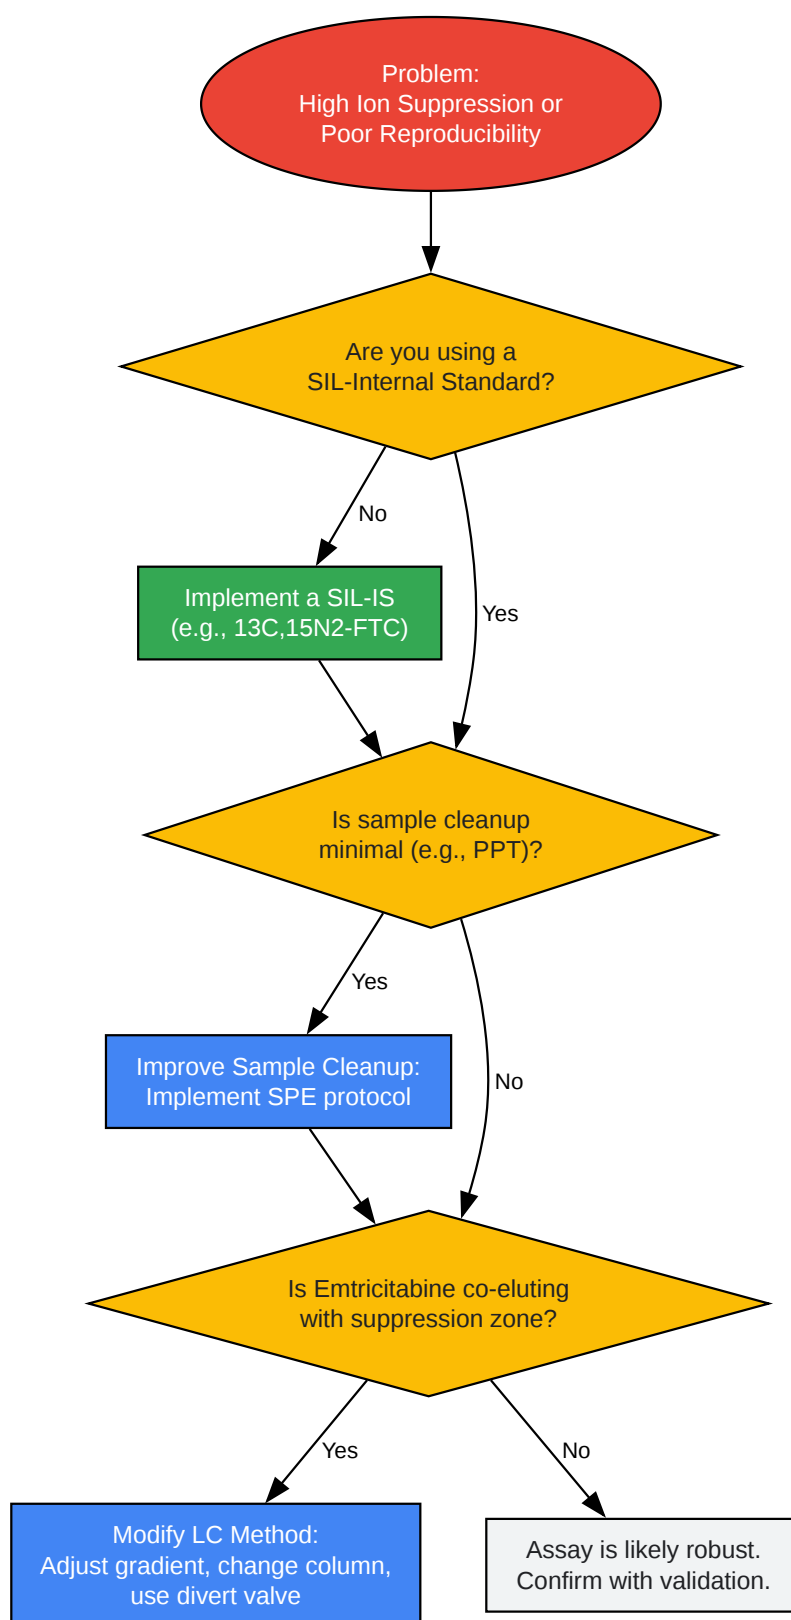 Problem:
High Ion Suppression or
Poor Reproducibility
Are you using a
SIL-Internal Standard?
No
Yes
Implement a SIL-IS
(e.g., 13C,15N2-FTC)
Is sample cleanup
minimal (e.g., PPT)?
Yes
No
Improve Sample Cleanup:
Implement SPE protocol
Is Emtricitabine co-eluting
with suppression zone?
Yes
No
Modify LC Method:
Adjust gradient, change column,
use divert valve
Assay is likely robust.
Confirm with validation.